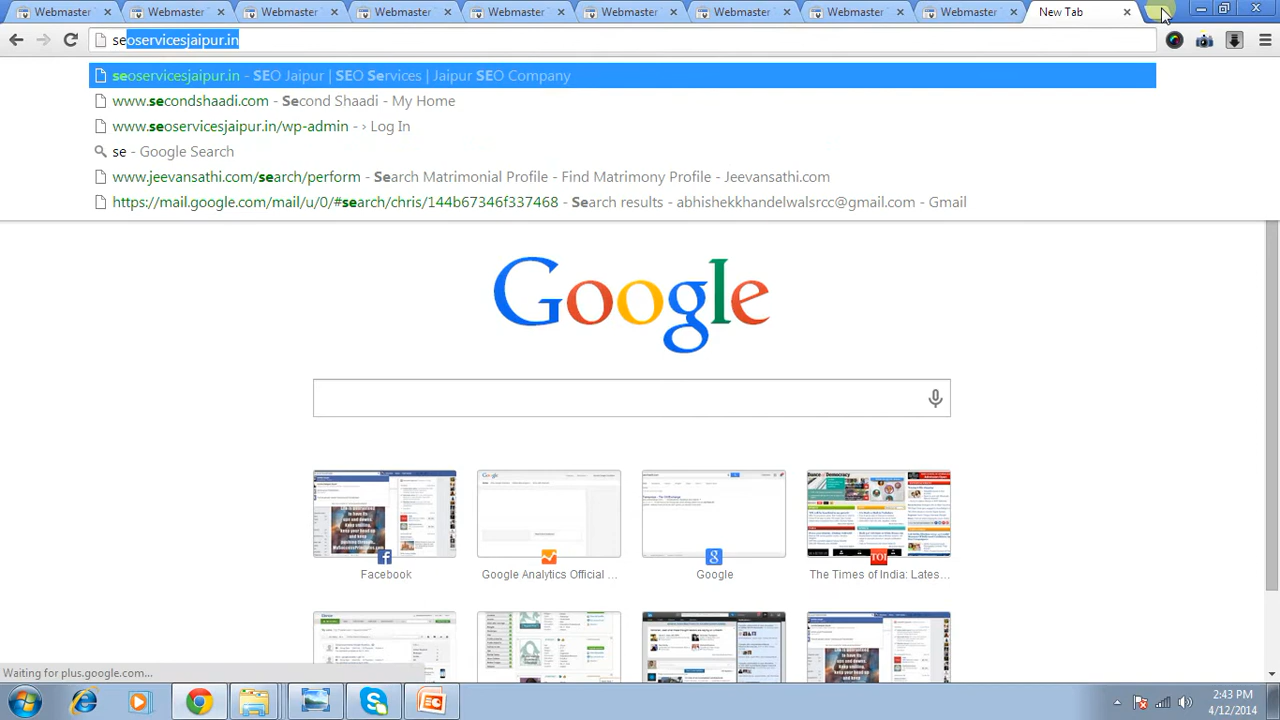 Webmaster
Webmaster
Webmaster
Webmaster
Webmaster
Webmaster
Webmaster
Webmaster
Webmaster
New Tab
seoservicesjaipur.in
seoservicesjaipur.in - SEO Jaipur | SEO Services | Jaipur SEO Company
www.secondshaadi.com - Second Shaadi - My Home
www.seoservicesjaipur.in/wp-admin - › Log In
se - Google Search
www.jeevansathi.com/search/perform - Search Matrimonial Profile - Find Matrimony Profile - Jeevansathi.com
https://mail.google.com/mail/u/0/#search/chris/144b67346f337468 - Search results - abhishekkhandelwalsrcc@gmail.com - Gmail
Google
Facebook
Google Analytics Official ...
Google
The Times of India: Lates...
waiting for plus.google.com...
2:43 PM
4/12/2014